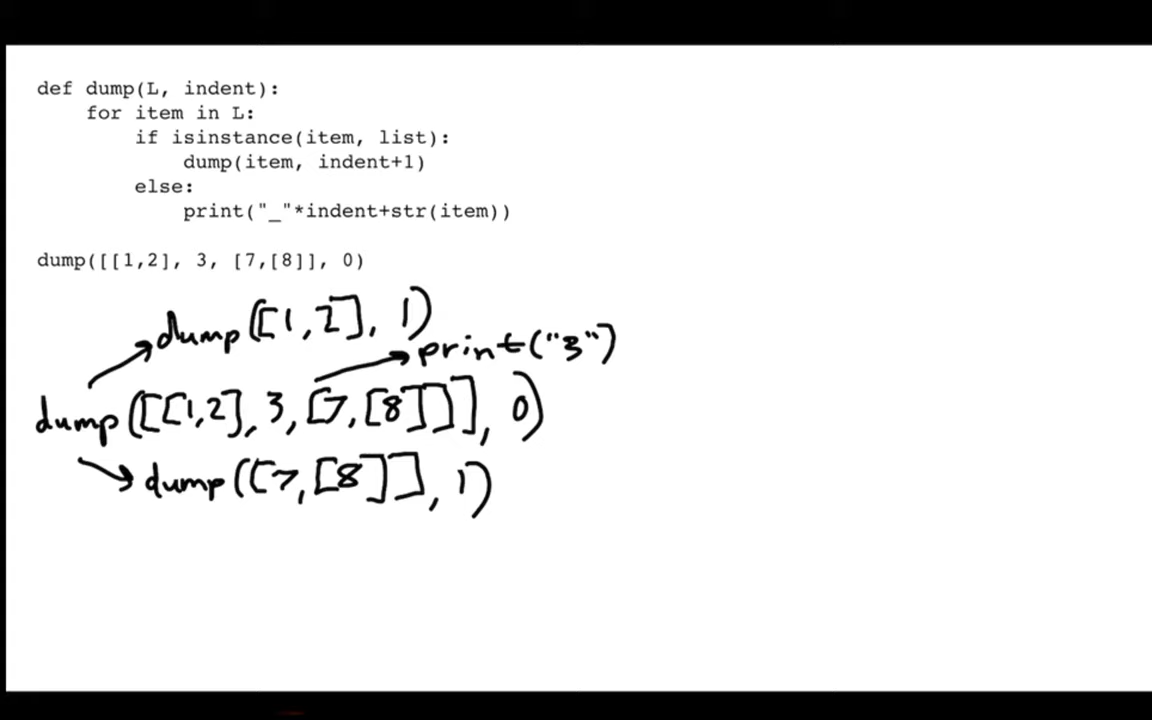 def dump(L, indent):
    for item in L:
        if isinstance(item, list):
            dump(item, indent+1)
        else:
            print("_"*indent+str(item))
dump([[1,2], 3, [7,[8]], 0)
dump([1,2], 1)
print("3")
dump([[1,2],3,[7,[8]]], 0)
dump([7,[8]], 1)